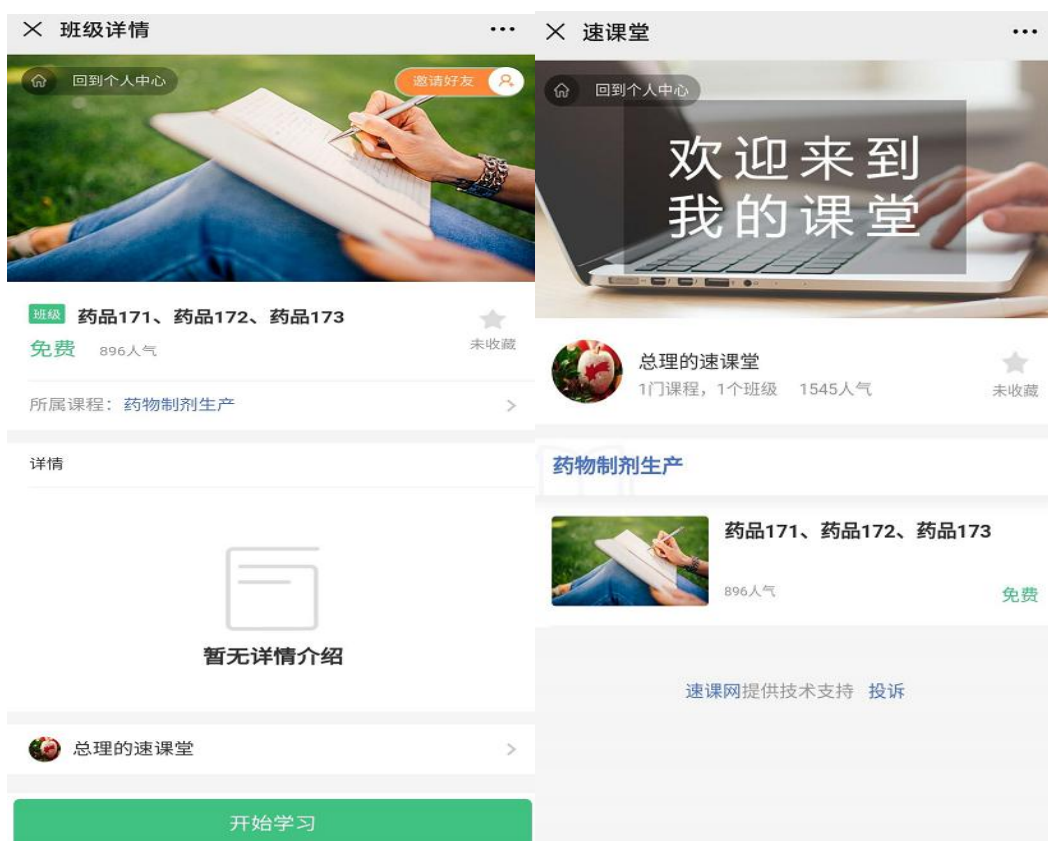 班级详情
回到个人中心
邀请好友
班级 药品171、药品172、药品173
免费 896人气
未收藏
所属课程：药物制剂生产
详情
暂无详情介绍
总理的速课堂
开始学习
速课堂
回到个人中心
欢迎来到
我的课堂
总理的速课堂
1门课程，1个班级 1545人气
未收藏
药物制剂生产
药品171、药品172、药品173
896人气
免费
速课网提供技术支持 投诉